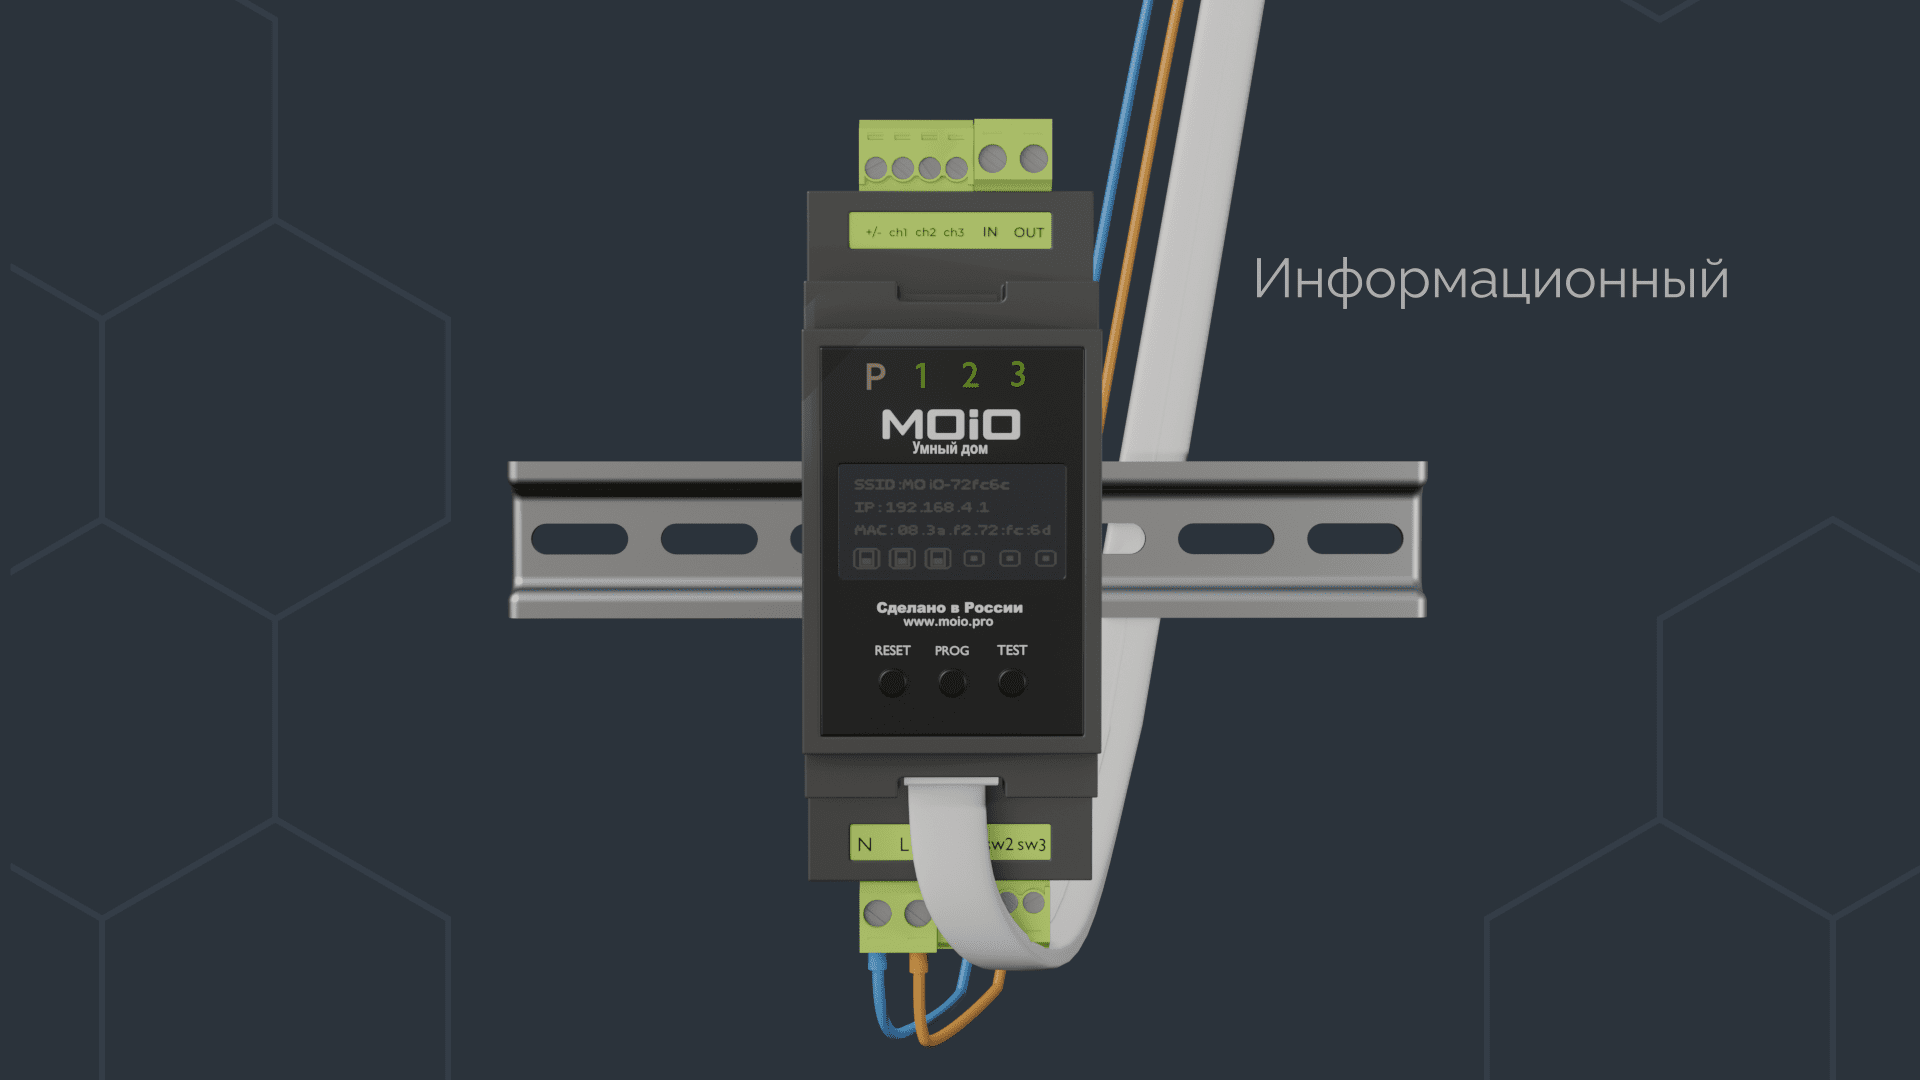 +/- ch1 ch2 ch3 IN OUT
Информационный
P 1 2 3
MOiO
Умный дом
SSID:MOiO-72fc6c
IP:192.168.4.1
MAC:08.3a.f2.72:fc:6d
Сделано в России
www.moio.pro
RESET PROG TEST
N L sw2 sw3